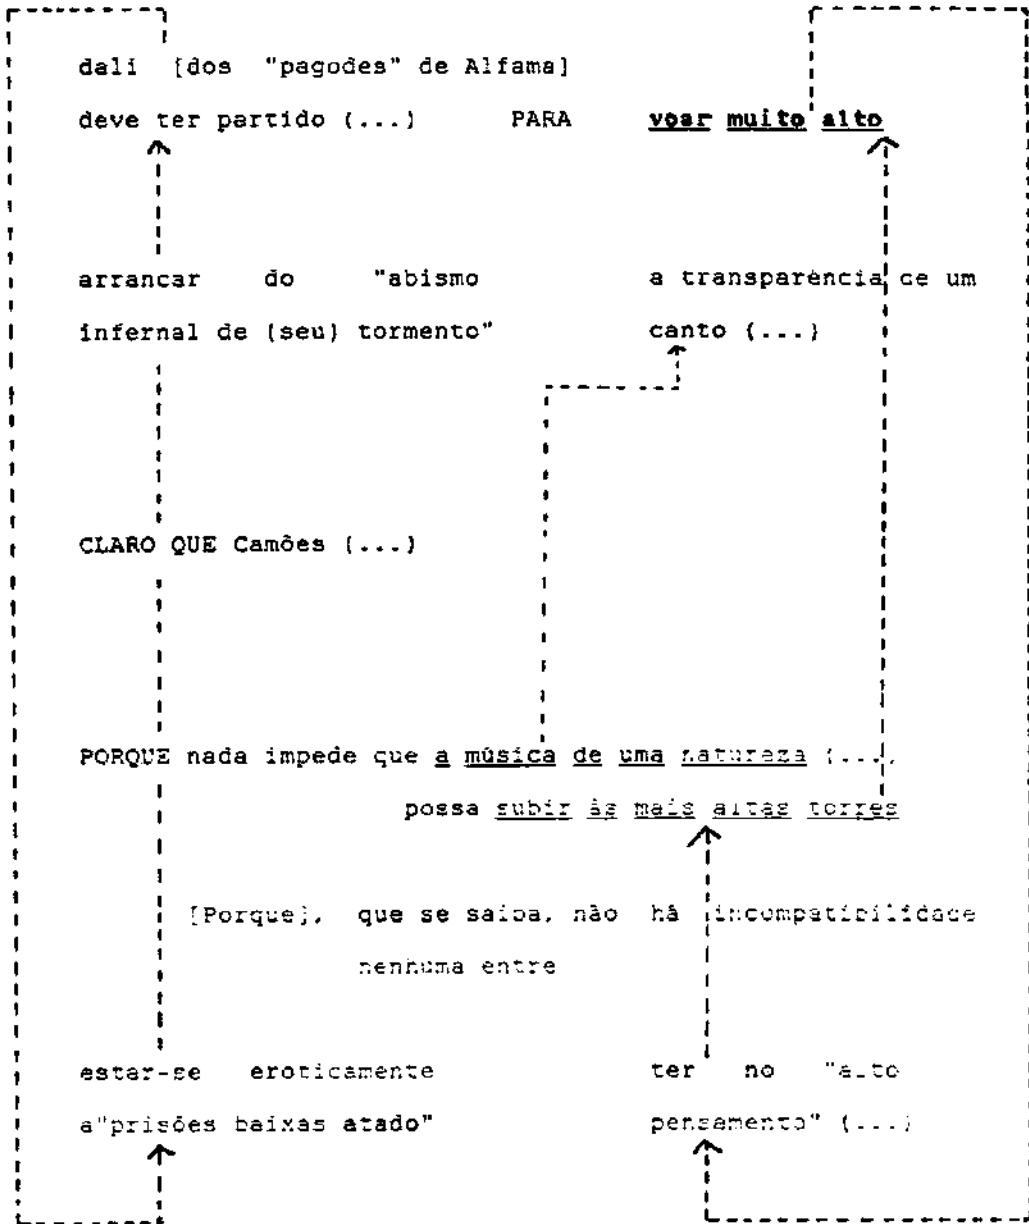 dali [dos "pagodes" de Alfama]
deve ter partido (...) PARA voar muito alto
arrancar do "abismo a transparência de um
infernal de (seu) tormento" canto (...)
CLARO QUE Camões (...)
PORQUE nada impede que a música de uma natureza (...)
possa subir às mais altas torres
[Porque], que se saiba, não há incompatibilidade
nenhuma entre
estar-se eroticamente ter no "alto
a"prisões baixas atado" pensamento" (...)